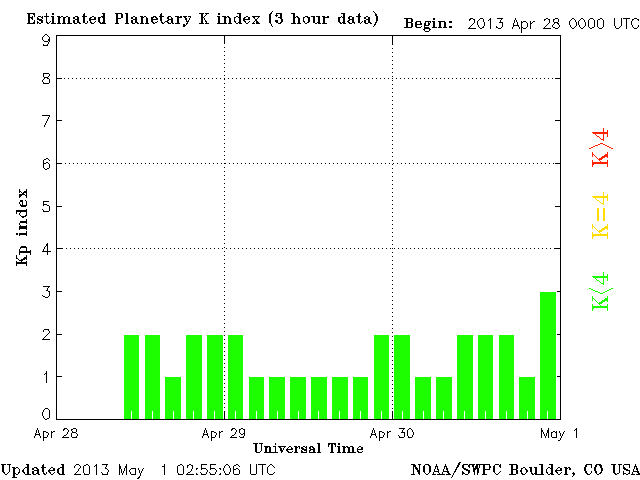 Estimated Planetary K index (3 hour data)
Begin: 2013 Apr 28 0000 UTC
9
8
7
6
5
4
3
2
1
0
Kp index
K>4
K=4
K<4
Apr 28
Apr 29
Apr 30
May 1
Universal Time
Updated 2013 May 1 02:55:06 UTC
NOAA/SWPC Boulder, CO USA